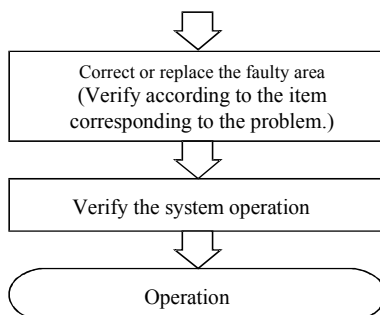 Correct or replace the faulty area
(Verify according to the item
corresponding to the problem.)
Verify the system operation
Operation